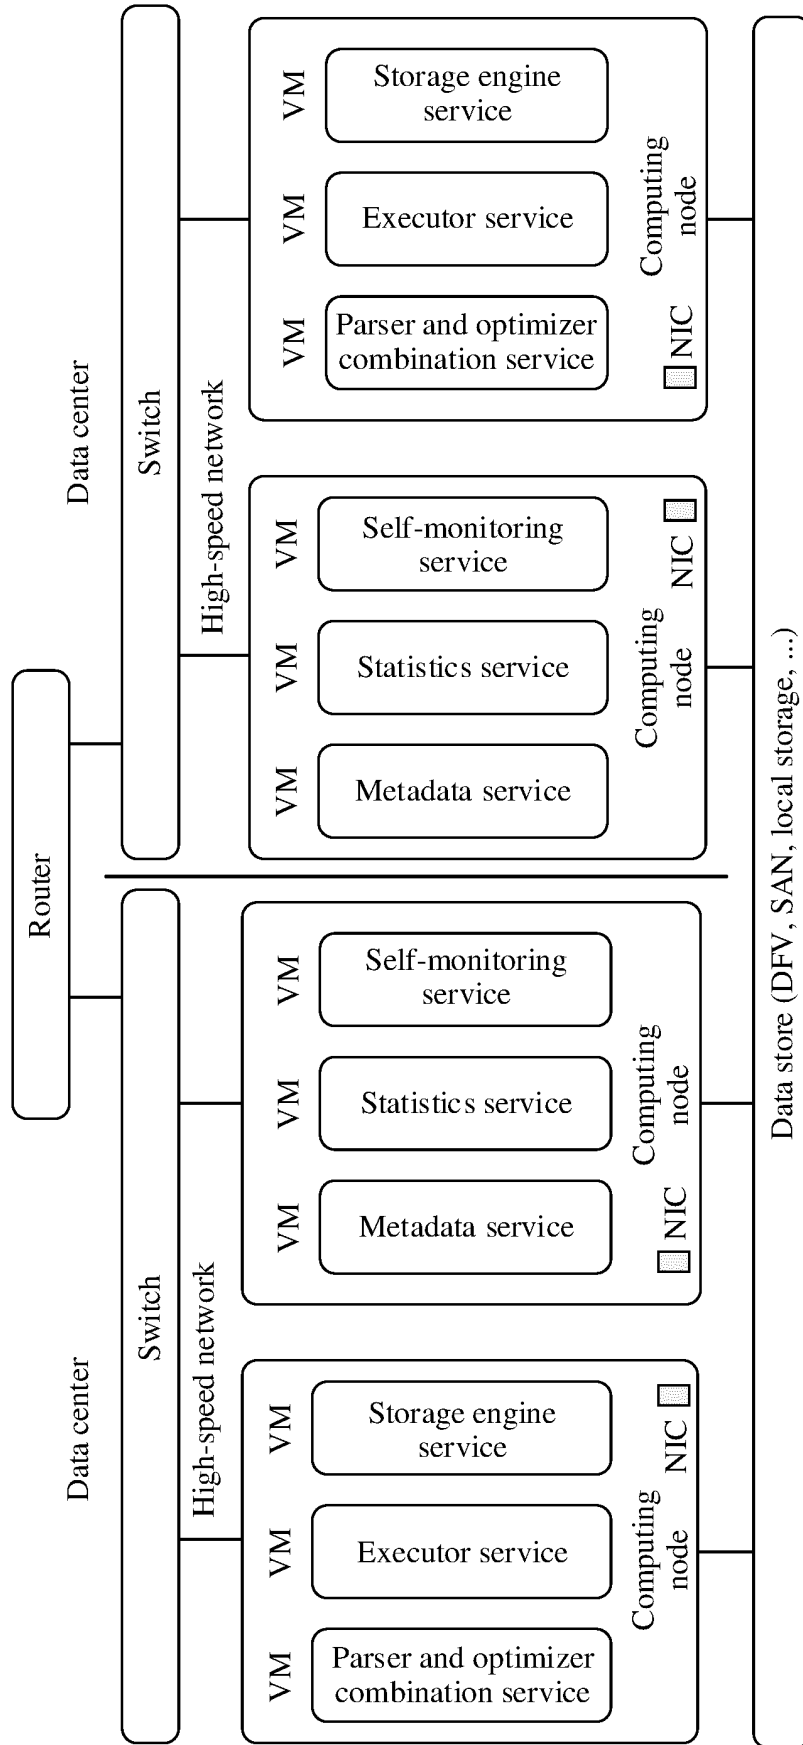 Router
Data center
Data center
Switch
Switch
High-speed network
High-speed network
VM
VM
VM
Parser and optimizer
combination service
Executor service
Storage engine
service
Computing
node
NIC
VM
VM
VM
Metadata service
Statistics service
Self-monitoring
service
NIC
Computing
node
VM
VM
VM
Metadata service
Statistics service
Self-monitoring
service
Computing
node
NIC
VM
VM
VM
Parser and optimizer
combination service
Executor service
Storage engine
service
NIC
Computing
node
Data store (DFV, SAN, local storage, ...)